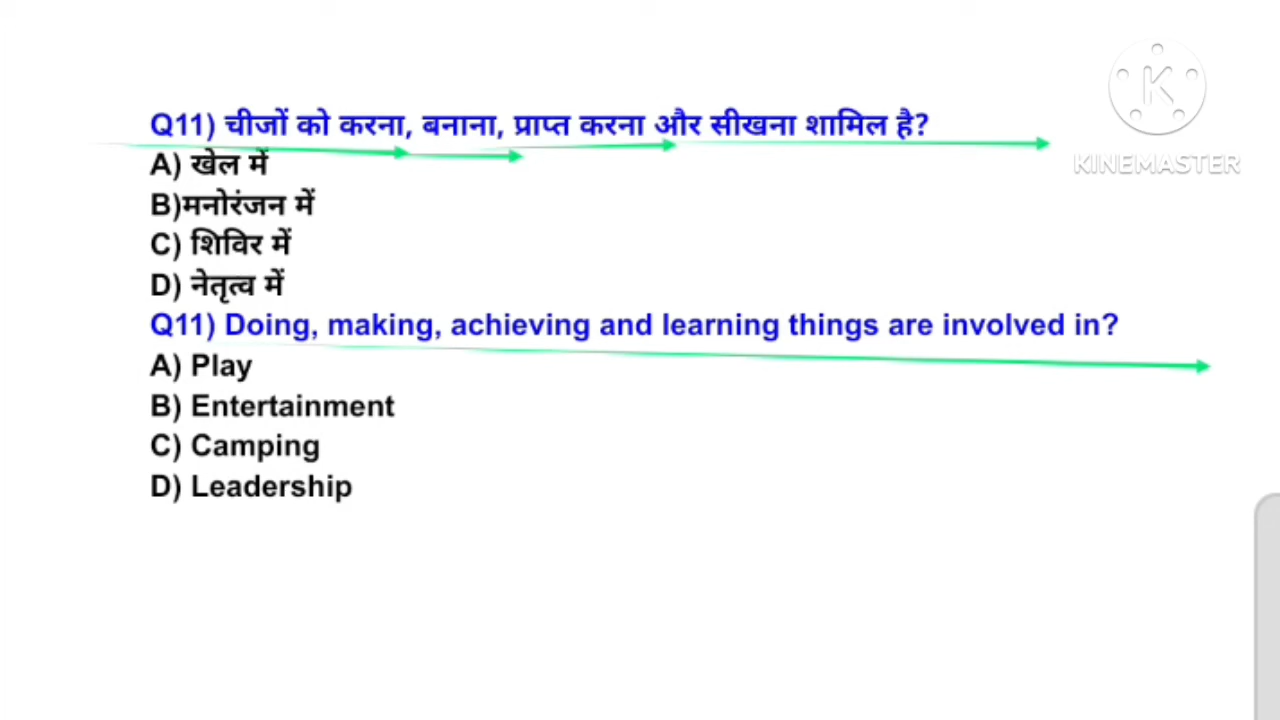 Q11) चीजों को करना, बनाना, प्राप्त करना और सीखना शामिल है?
A) खेल में
B)मनोरंजन में
C) शिविर में
D) नेतृत्व में
Q11) Doing, making, achieving and learning things are involved in?
A) Play
B) Entertainment
C) Camping
D) Leadership
K
KINEMASTER